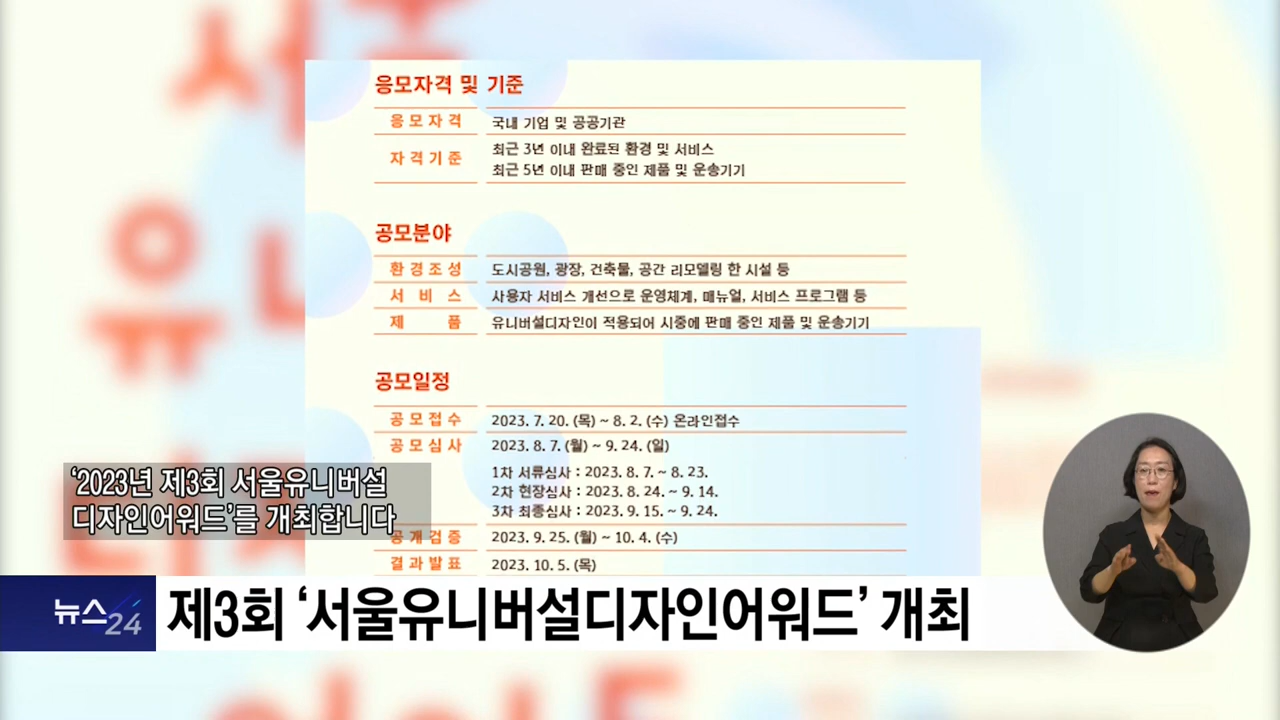 응모자격 및 기준
응모자격 국내 기업 및 공공기관
자격기준 최근 3년 이내 완료된 환경 및 서비스
최근 5년 이내 판매 중인 제품 및 운송기기
공모분야
환경조성 도시공원, 광장, 건축물, 공간 리모델링 한 시설 등
서비스 사용자 서비스 개선으로 운영체계, 매뉴얼, 서비스 프로그램 등
제품 유니버설디자인이 적용되어 시중에 판매 중인 제품 및 운송기기
공모일정
공모접수 2023. 7. 20. (목) ~ 8. 2. (수) 온라인접수
공모심사 2023. 8. 7. (월) ~ 9. 24. (일)
1차 서류심사 : 2023. 8. 7. ~ 8. 23.
2차 현장심사 : 2023. 8. 24. ~ 9. 14.
3차 최종심사 : 2023. 9. 15. ~ 9. 24.
공개검증 2023. 9. 25. (월) ~ 10. 4. (수)
결과발표 2023. 10. 5. (목)
‘2023년 제3회 서울유니버설
디자인어워드’를 개최합니다
뉴스24
제3회 ‘서울유니버설디자인어워드’ 개최